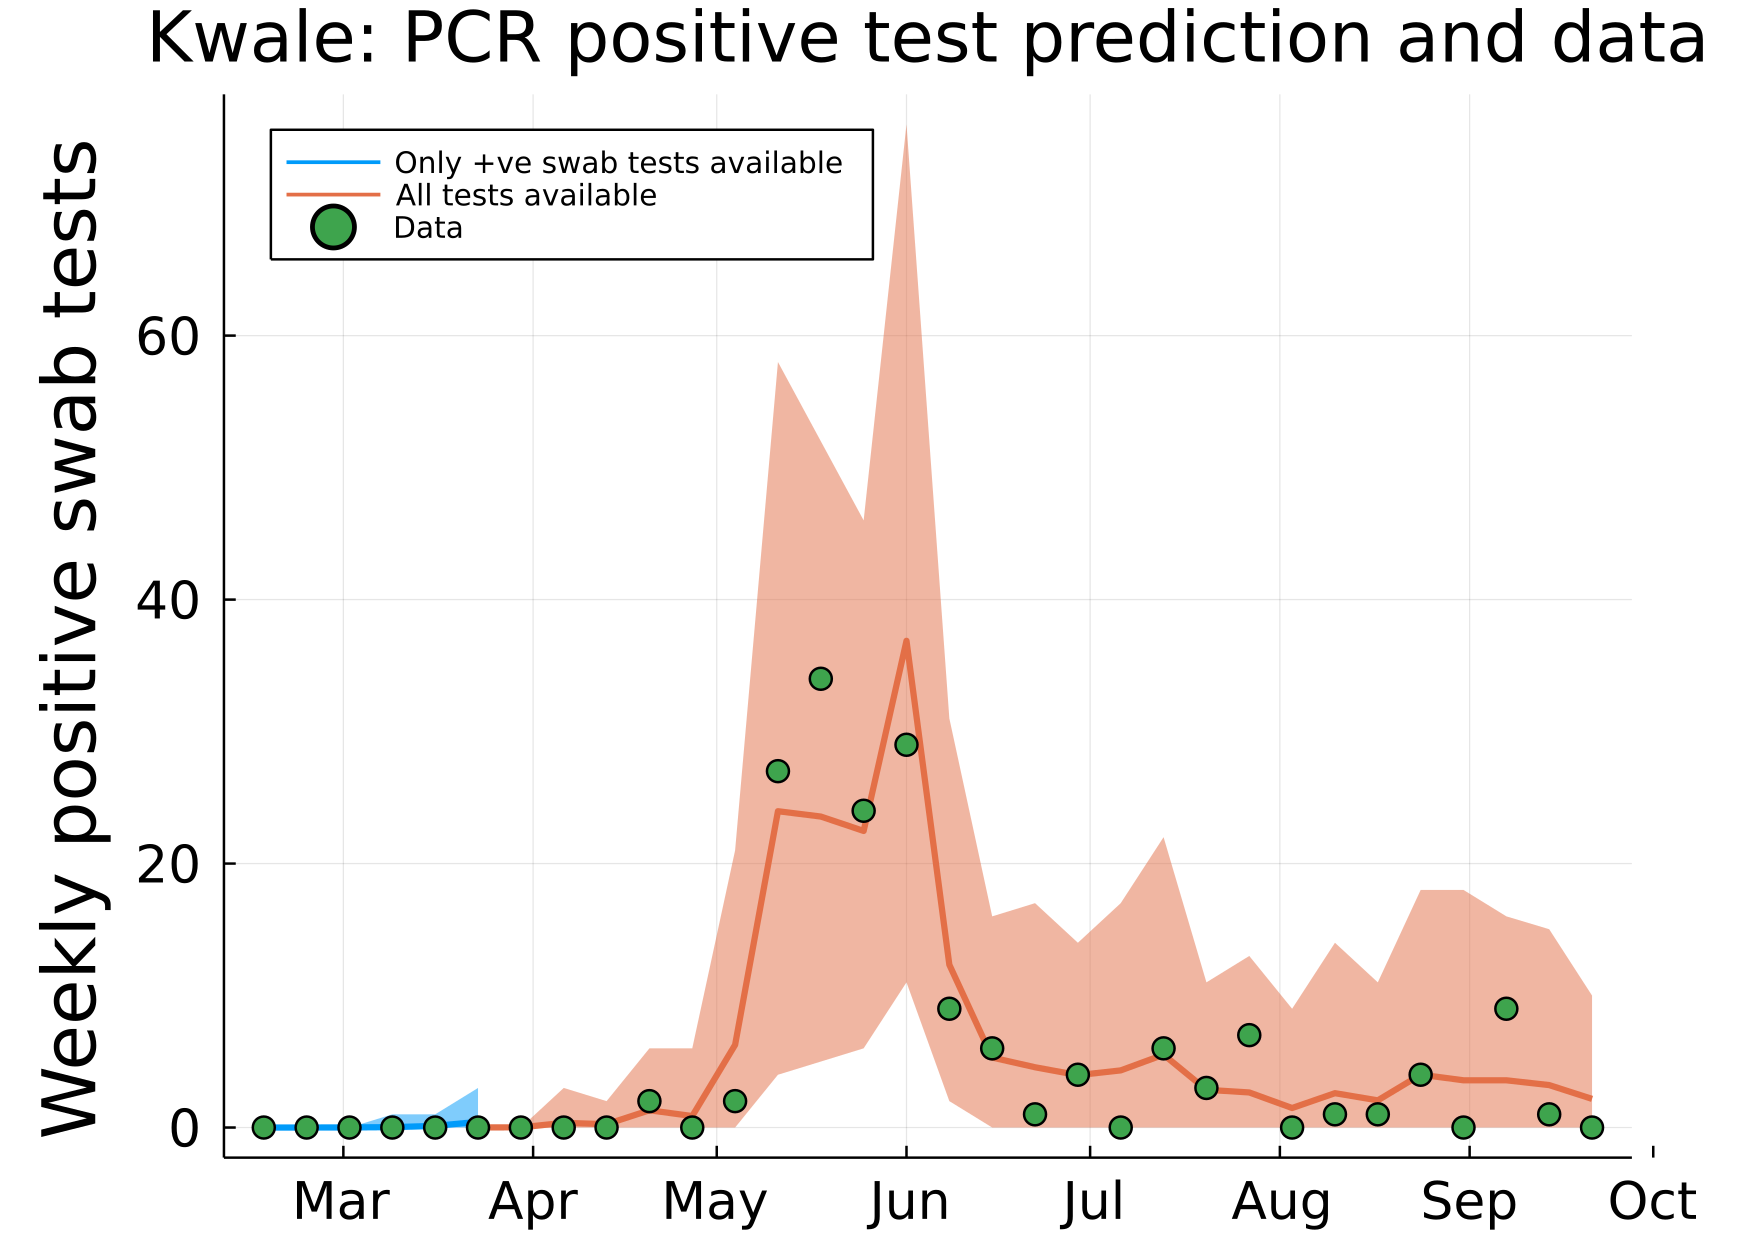 Kwale: PCR positive test prediction and data
Weekly positive swab tests
Only +ve swab tests available
All tests available
Data
60
40
20
0
Mar Apr May Jun Jul Aug Sep Oct